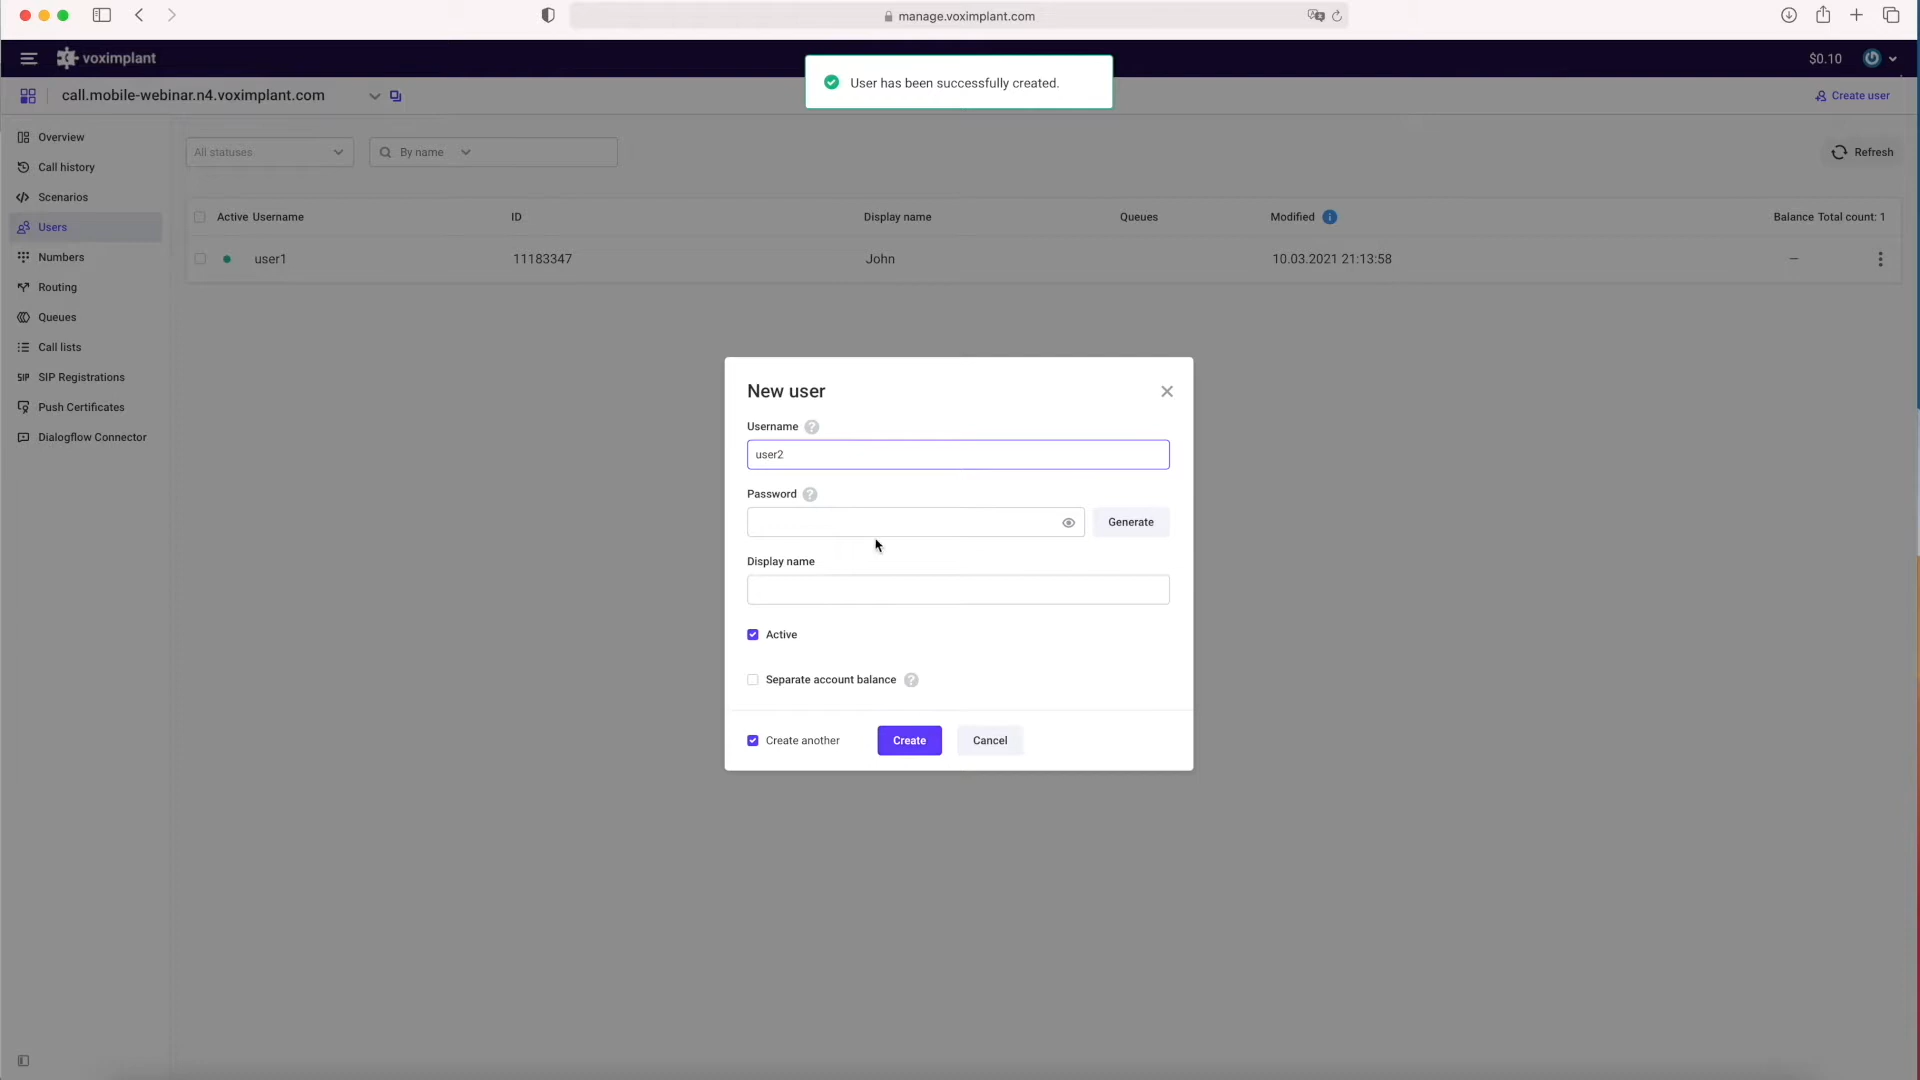 manage.voximplant.com
voximplant
$0.10
User has been successfully created.
call.mobile-webinar.n4.voximplant.com
Create user
Overview
Call history
Scenarios
Users
Numbers
Routing
Queues
Call lists
SIP SIP Registrations
Push Certificates
Dialogflow Connector
All statuses
By name
Refresh
Active Username ID Display name Queues Modified Balance Total count: 1
user1 11183347 John 10.03.2021 21:13:58 –
New user
Username ?
user2
Password ?
Generate
Display name
Active
Separate account balance ?
Create another
Create
Cancel